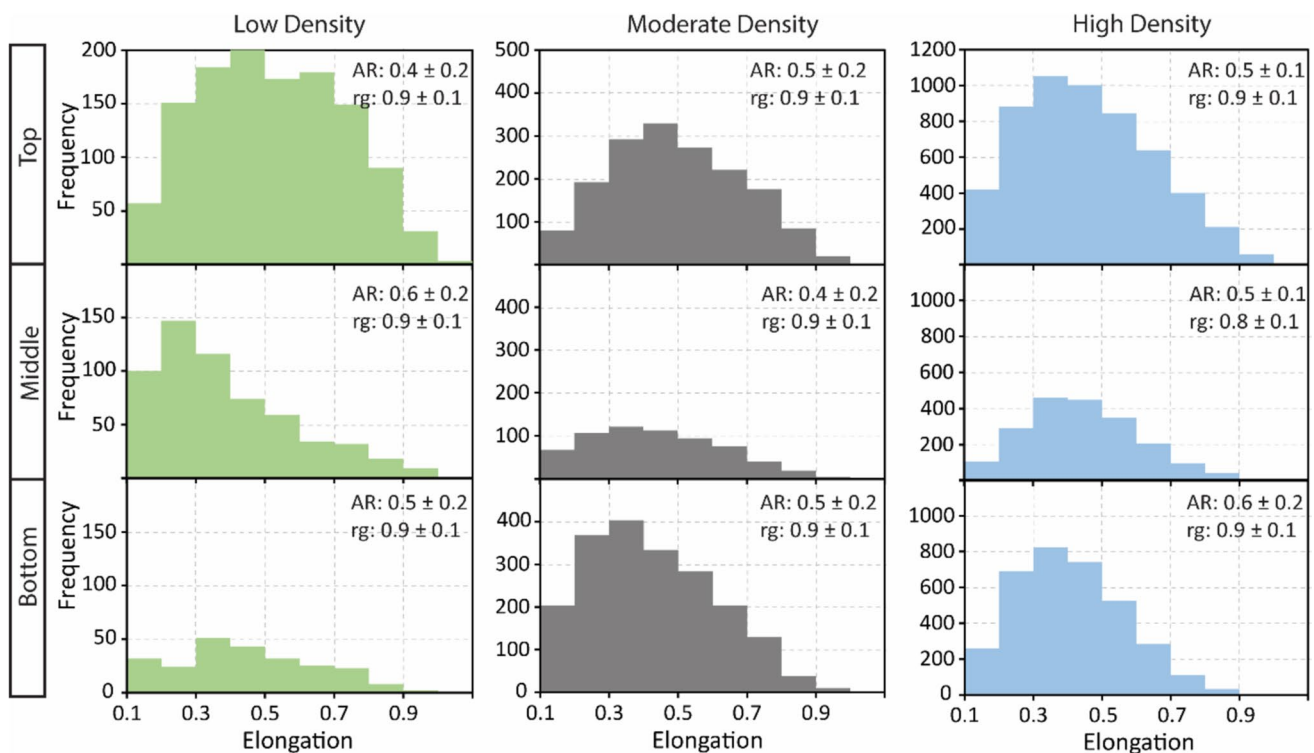 Low Density
Moderate Density
High Density
Top
Frequency
200
150
100
50
AR: 0.4 ± 0.2
rg: 0.9 ± 0.1
500
400
300
200
100
AR: 0.5 ± 0.2
rg: 0.9 ± 0.1
1200
1000
800
600
400
200
AR: 0.5 ± 0.1
rg: 0.9 ± 0.1
Middle
Frequency
150
100
50
AR: 0.6 ± 0.2
rg: 0.9 ± 0.1
400
300
200
100
AR: 0.4 ± 0.2
rg: 0.9 ± 0.1
1000
800
600
400
200
AR: 0.5 ± 0.1
rg: 0.8 ± 0.1
Bottom
Frequency
150
100
50
0
AR: 0.5 ± 0.2
rg: 0.9 ± 0.1
400
300
200
100
0
AR: 0.5 ± 0.2
rg: 0.9 ± 0.1
1000
800
600
400
200
0
AR: 0.6 ± 0.2
rg: 0.9 ± 0.1
0.1 0.3 0.5 0.7 0.9
0.1 0.3 0.5 0.7 0.9
0.1 0.3 0.5 0.7 0.9
Elongation
Elongation
Elongation